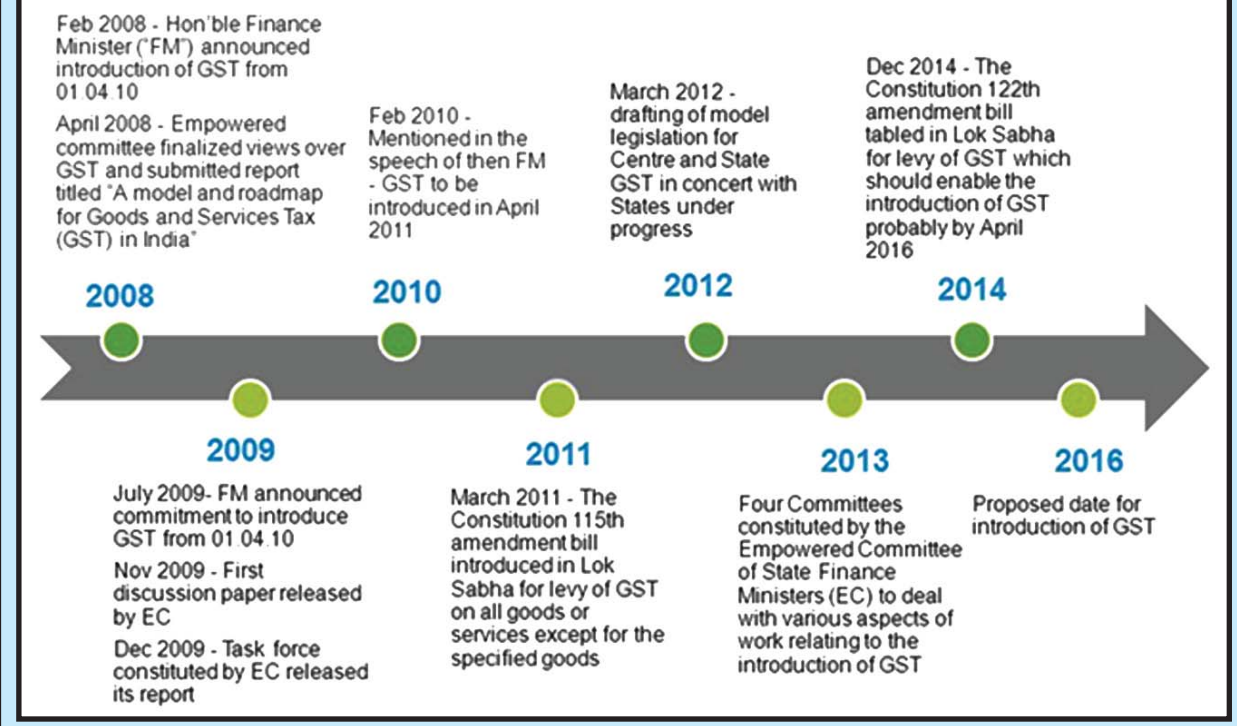 Feb 2008 - Hon'ble Finance
Minister ("FM") announced
introduction of GST from
01.04.10
April 2008 - Empowered
committee finalized views over
GST and submitted report
titled "A model and roadmap
for Goods and Services Tax
(GST) in India"
2008
Feb 2010 -
Mentioned in the
speech of then FM
- GST to be
introduced in April
2011
2010
March 2012 -
drafting of model
legislation for
Centre and State
GST in concert with
States under
progress
2012
Dec 2014 - The
Constitution 122th
amendment bill
tabled in Lok Sabha
for levy of GST which
should enable the
introduction of GST
probably by April
2016
2014
2009
July 2009- FM announced
commitment to introduce
GST from 01.04.10
Nov 2009 - First
discussion paper released
by EC
Dec 2009 - Task force
constituted by EC released
its report
2011
March 2011 - The
Constitution 115th
amendment bill
introduced in Lok
Sabha for levy of GST
on all goods or
services except for the
specified goods
2013
Four Committees
constituted by the
Empowered Committee
of State Finance
Ministers (EC) to deal
with various aspects of
work relating to the
introduction of GST
2016
Proposed date for
introduction of GST